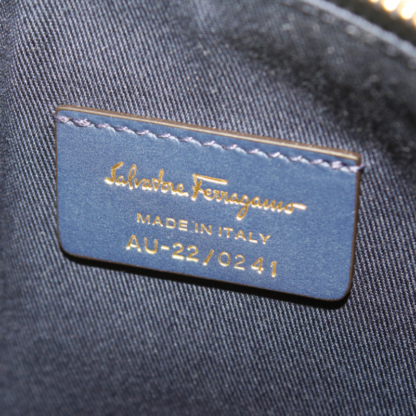 Salvatore Ferragamo
MADE IN ITALY
AU-22/0241